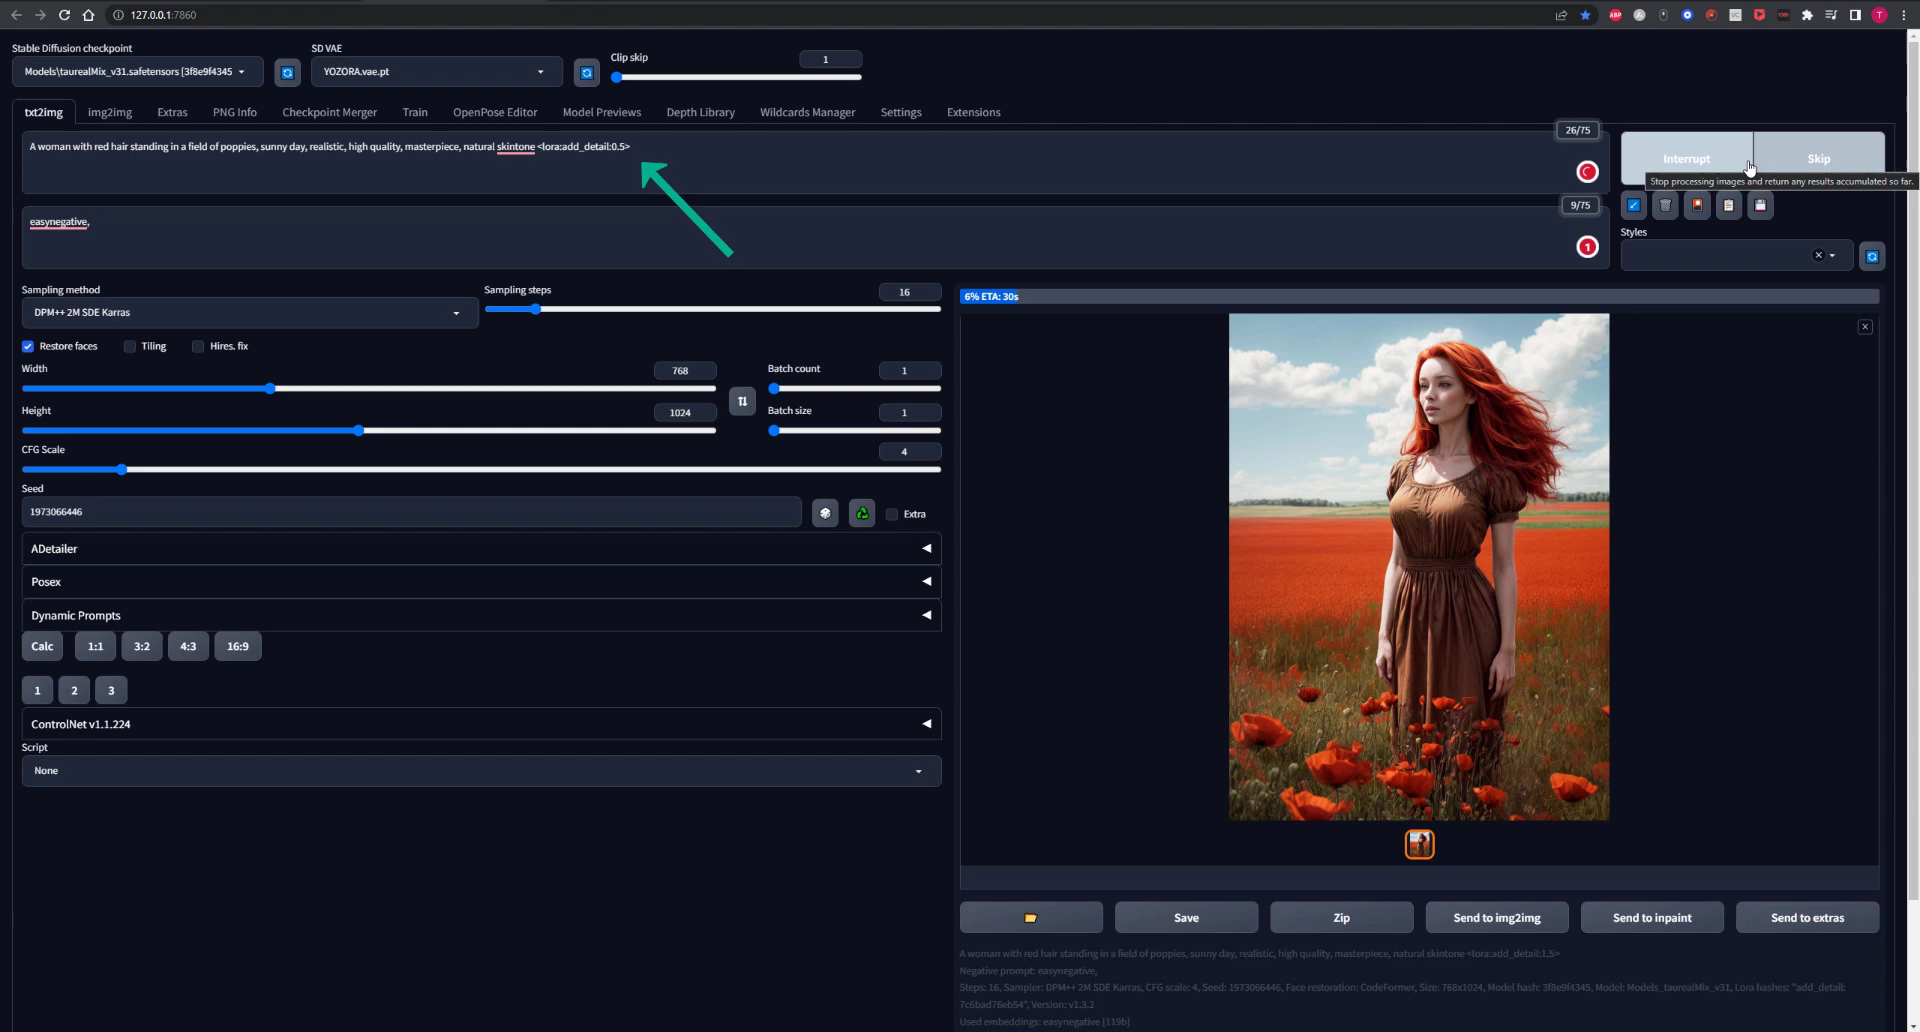 127.0.0.1:7860
ABP
T
Stable Diffusion checkpoint
SD VAE
Clip skip
1
Models\taurealMix_v31.safetensors [3f8e9f4345
YOZORA.vae.pt
txt2img
img2img
Extras
PNG Info
Checkpoint Merger
Train
OpenPose Editor
Model Previews
Depth Library
Wildcards Manager
Settings
Extensions
26/75
A woman with red hair standing in a field of poppies, sunny day, realistic, high quality, masterpiece, natural skintone <lora:add_detail:0.5>
Interrupt
Skip
Stop processing images and return any results accumulated so far.
9/75
easynegative,
1
Styles
Sampling method
DPM++ 2M SDE Karras
Sampling steps
16
6% ETA: 30s
Restore faces
Tiling
Hires. fix
Width
768
Batch count
1
Height
1024
Batch size
1
CFG Scale
4
Seed
1973066446
Extra
ADetailer
Posex
Dynamic Prompts
Calc
1:1
3:2
4:3
16:9
1
2
3
ControlNet v1.1.224
Script
None
Save
Zip
Send to img2img
Send to inpaint
Send to extras
A woman with red hair standing in a field of poppies, sunny day, realistic, high quality, masterpiece, natural skintone <lora:add_detail:1.5>
Negative prompt: easynegative,
Steps: 16, Sampler: DPM++ 2M SDE Karras, CFG scale: 4, Seed: 1973066446, Face restoration: CodeFormer, Size: 768x1024, Model hash: 3f8e9f4345, Model: Models_taurealMix_v31, Lora hashes: "add_detail:
7c6bad76eb54", Version: v1.3.2
Used embeddings: easynegative [119b]